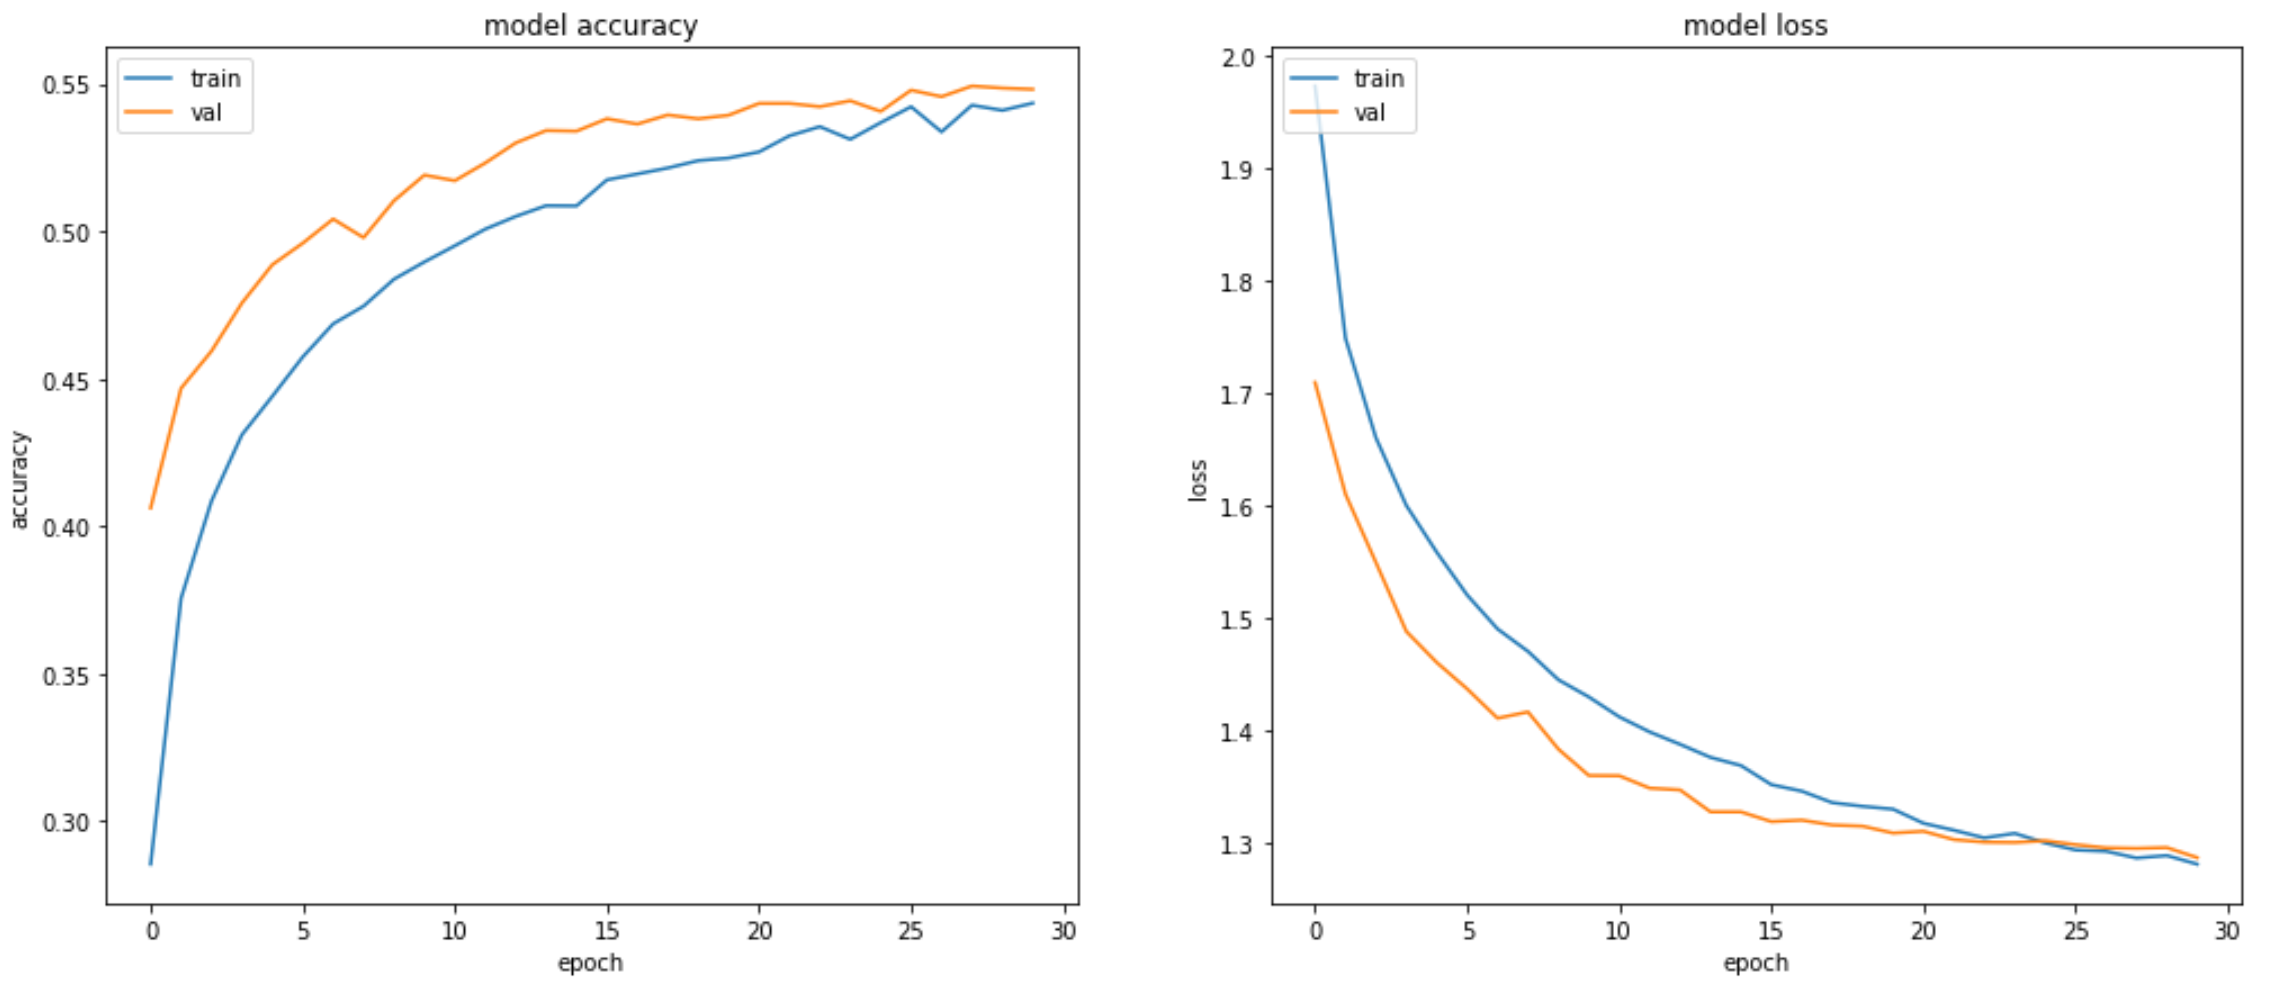 model accuracy
train
val
0.55
0.50
0.45
0.40
0.35
0.30
accuracy
0 5 10 15 20 25 30
epoch
model loss
train
val
2.0
1.9
1.8
1.7
1.6
1.5
1.4
1.3
loss
0 5 10 15 20 25 30
epoch